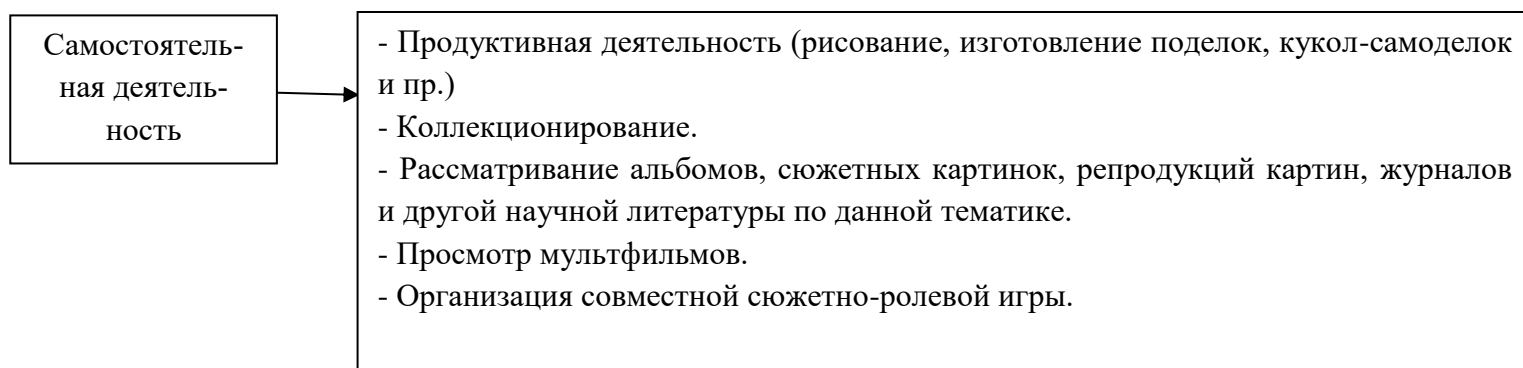 Самостоятель-
ная деятель-
ность
- Продуктивная деятельность (рисование, изготовление поделок, кукол-самоделок
и пр.)
- Коллекционирование.
- Рассматривание альбомов, сюжетных картинок, репродукций картин, журналов
и другой научной литературы по данной тематике.
- Просмотр мультфильмов.
- Организация совместной сюжетно-ролевой игры.